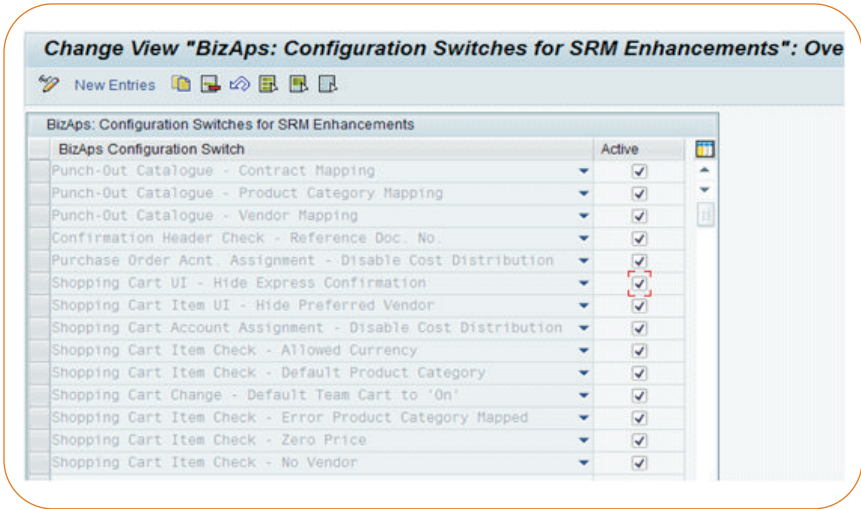 Change View "BizAps: Configuration Switches for SRM Enhancements": Ove
New Entries
BizAps: Configuration Switches for SRM Enhancements
BizAps Configuration Switch Active
Punch-Out Catalogue - Contract Mapping
Punch-Out Catalogue - Product Category Mapping
Punch-Out Catalogue - Vendor Mapping
Confirmation Header Check - Reference Doc. No.
Purchase Order Acnt. Assignment - Disable Cost Distribution
Shopping Cart UI - Hide Express Confirmation
Shopping Cart Item UI - Hide Preferred Vendor
Shopping Cart Account Assignment - Disable Cost Distribution
Shopping Cart Item Check - Allowed Currency
Shopping Cart Item Check - Default Product Category
Shopping Cart Change - Default Team Cart to 'On'
Shopping Cart Item Check - Error Product Category Mapped
Shopping Cart Item Check - Zero Price
Shopping Cart Item Check - No Vendor